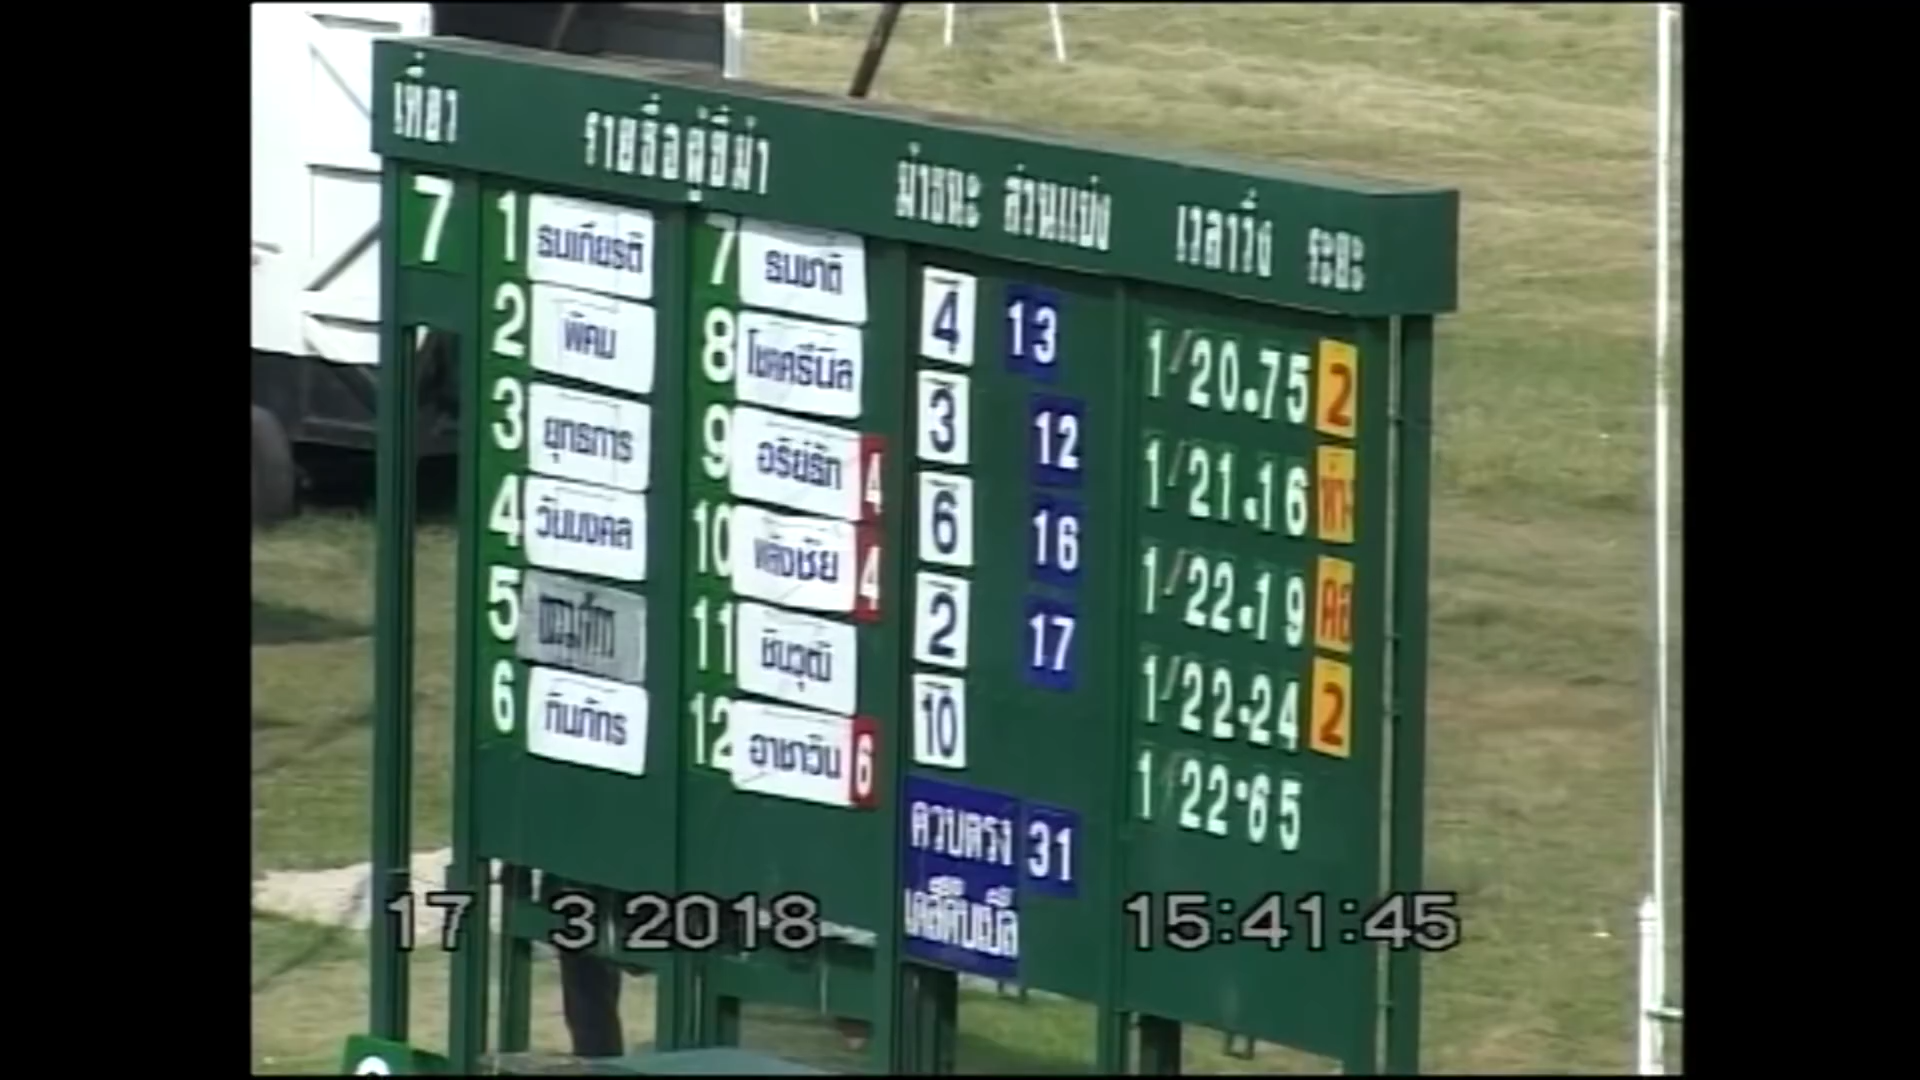 เที่ยว รายชื่อผู้ขี่ม้า ม้าชนะ ส่วนแบ่ง เวลาวิ่ง ระยะ
7
1 ธนเกียรติ 7 ธนชาติ
2 พิคม 8 โชคศรีนิล
3 ยุทธการ 9 อริย์ธัก 4
4 วันมงคล 10 พลังชัย 4
5 11 ชินวุฒิ
6 ทินภัทร 12 อาชาวิน 6
4 13 1/20.75 2
3 12 1/21.16
6 16 1/22.19 คอ
2 17 1/22.24 2
10 1/22.65
ควบตรง 31
17 3 2018 15:41:45